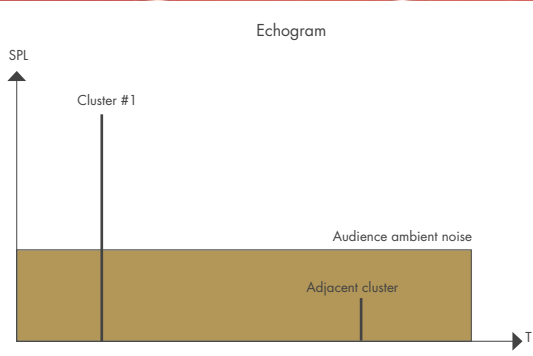 Echogram
SPL
Cluster #1
Audience ambient noise
Adjacent cluster
T